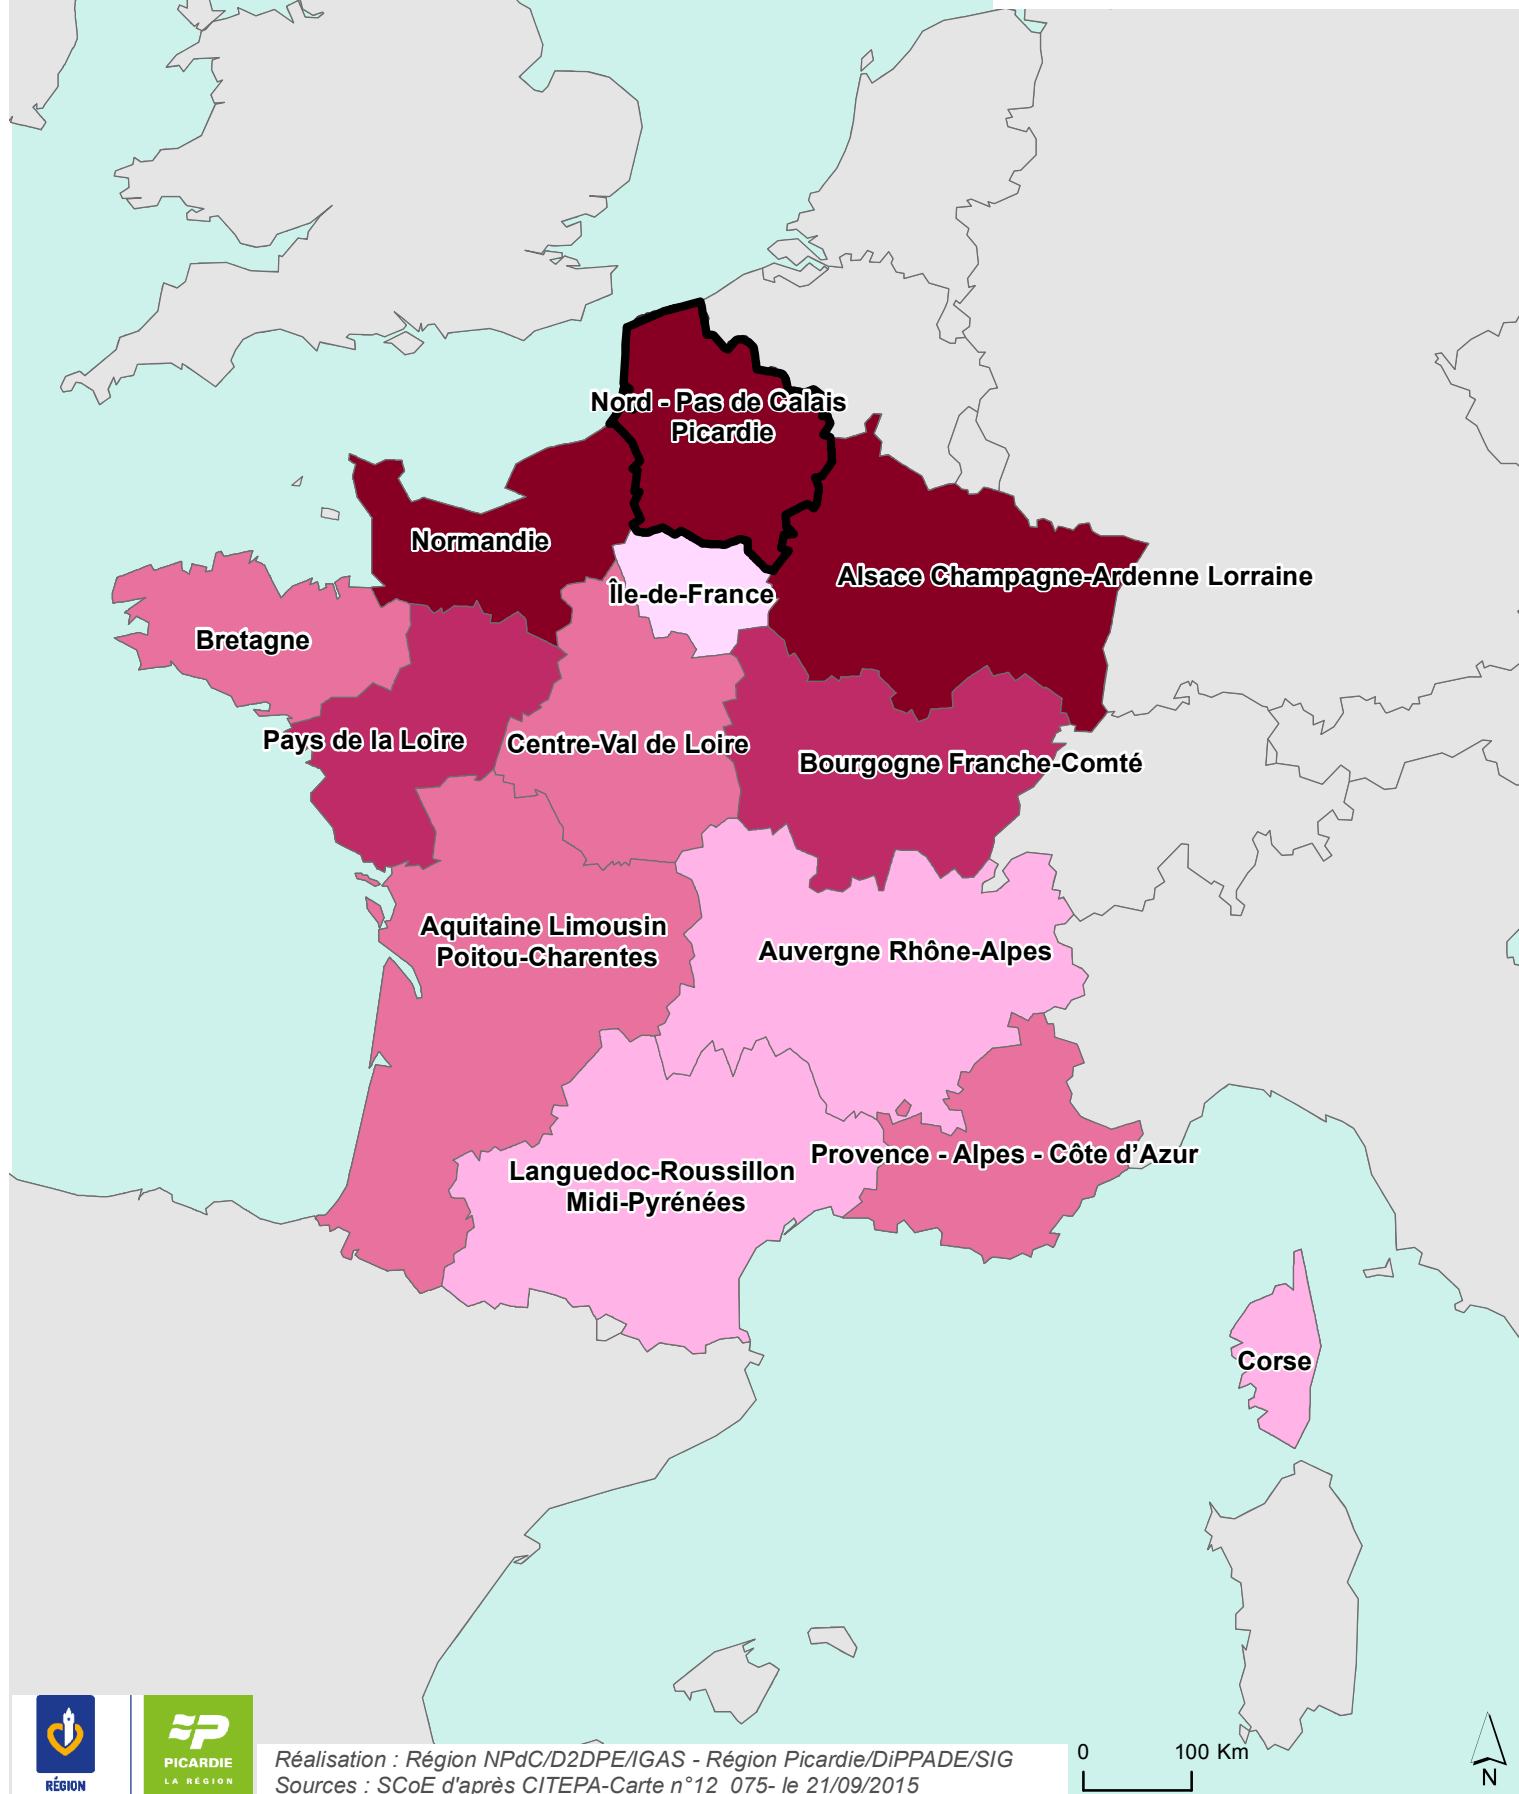 Nord - Pas de Calais
Picardie
Normandie
Alsace Champagne-Ardenne Lorraine
Île-de-France
Bretagne
Pays de la Loire
Centre-Val de Loire
Bourgogne Franche-Comté
Aquitaine Limousin
Poitou-Charentes
Auvergne Rhône-Alpes
Provence - Alpes - Côte d’Azur
Languedoc-Roussillon
Midi-Pyrénées
Corse
RÉGION
PICARDIE
LA RÉGION
Réalisation : Région NPdC/D2DPE/IGAS - Région Picardie/DiPPADE/SIG
Sources : SCoE d'après CITEPA-Carte n°12_075- le 21/09/2015
0 100 Km
N